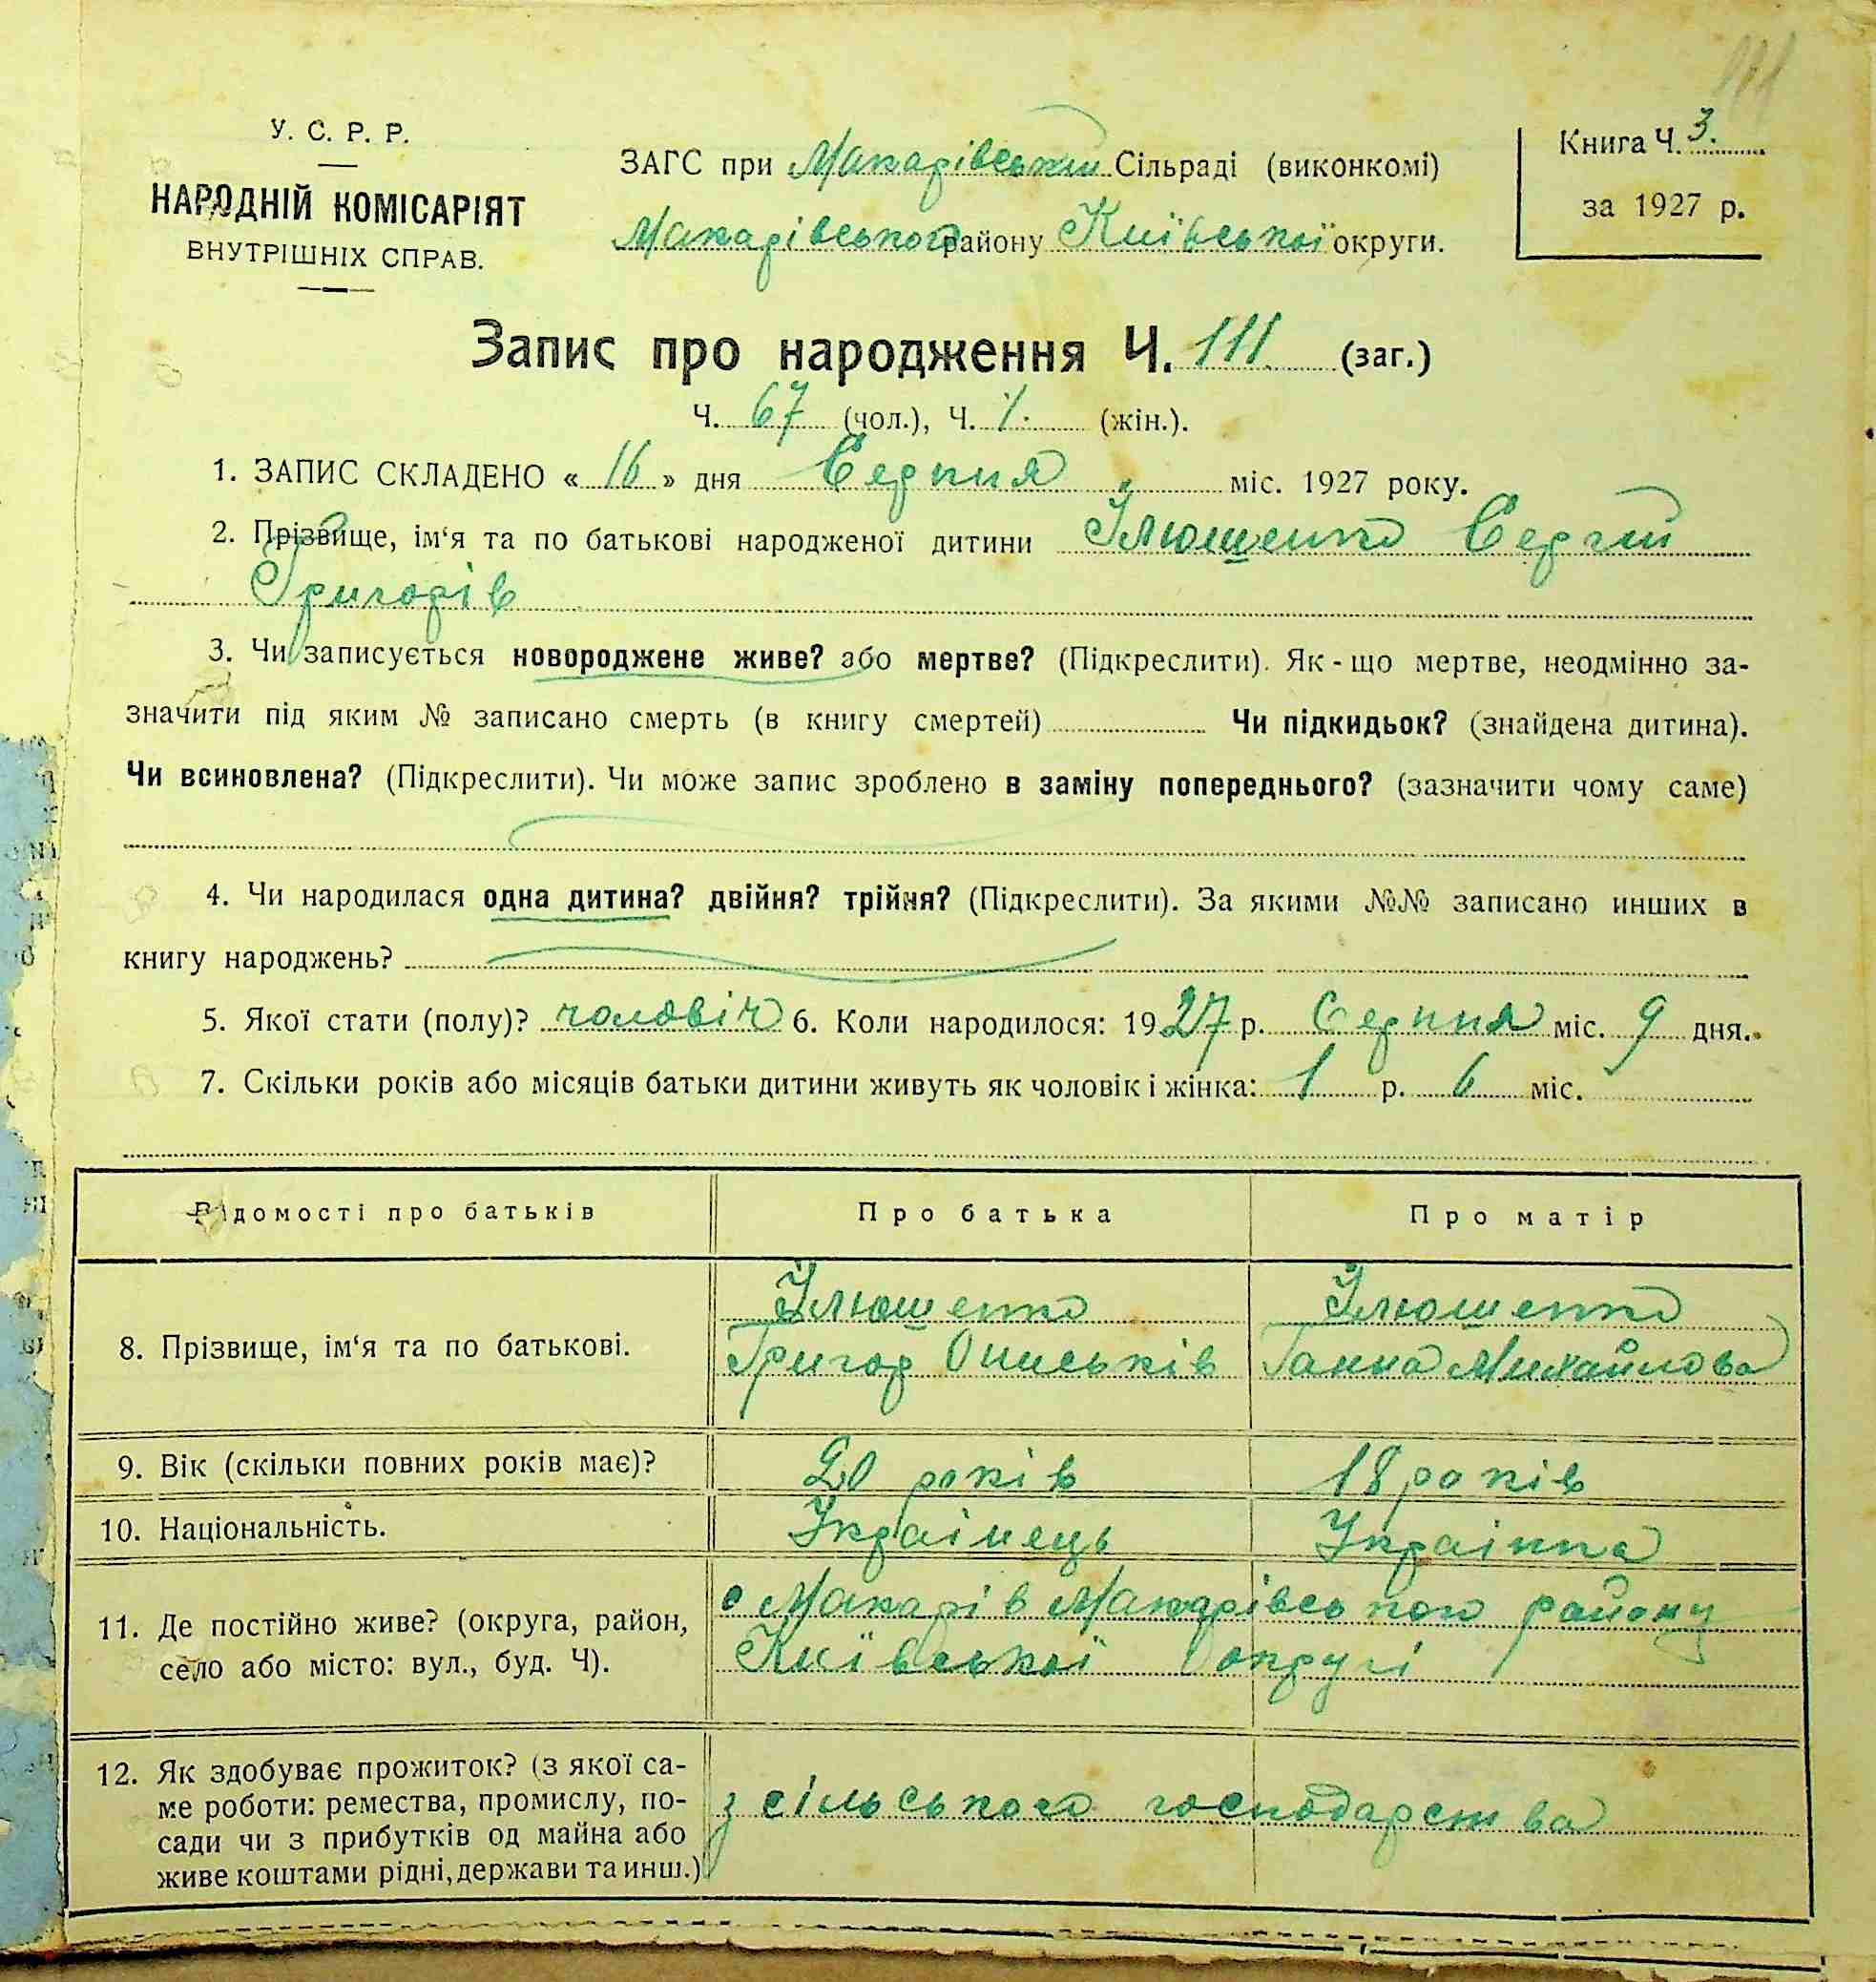 111
У. С. Р. Р.
НАРОДНІЙ КОМІСАРІЯТ
ВНУТРІШНІХ СПРАВ.
ЗАГС при Макарівський Сільраді (виконкомі)
Макарівського району Київської округи.
Книга Ч. 3.
за 1927 р.
Запис про народження Ч. 111. (заг.)
Ч. 67 (чол.), Ч. %. (жін.).
1. ЗАПИС СКЛАДЕНО « 16 » дня Серпня міс. 1927 року.
2. Прізвище, ім‘я та по батькові народженої дитини Ілюшенко Сергій
Григорів
3. Чи записується новороджене живе? або мертве? (Підкреслити). Як-що мертве, неодмінно за-
значити під яким № записано смерть (в книгу смертей) Чи підкидьок? (знайдена дитина).
Чи всиновлена? (Підкреслити). Чи може запис зроблено в заміну попереднього? (зазначити чому саме)
4. Чи народилася одна дитина? двійня? трійня? (Підкреслити). За якими №№ записано инших в
книгу народжень?
5. Якої стати (полу)? чоловіч 6. Коли народилося: 1927 р. Серпня міс. 9 дня.
7. Скільки років або місяців батьки дитини живуть як чоловік і жінка: 1 р. 6 міс.
Відомості про батьків Про батька Про матір
8. Прізвище, ім‘я та по батькові.
Ілюшенко
Григор Ониськів
Ілюшенко
Ганна Михайлова
9. Вік (скільки повних років має)? 20 років 18 років
10. Національність. Українець Українка
11. Де постійно живе? (округа, район,
село або місто: вул., буд. Ч).
с Макарів Макарівського району
Київської округі
12. Як здобуває прожиток? (з якої са-
ме роботи: ремества, промислу, по-
сади чи з прибутків од майна або
живе коштами рідні, держави та инш.)
з сільського господарства